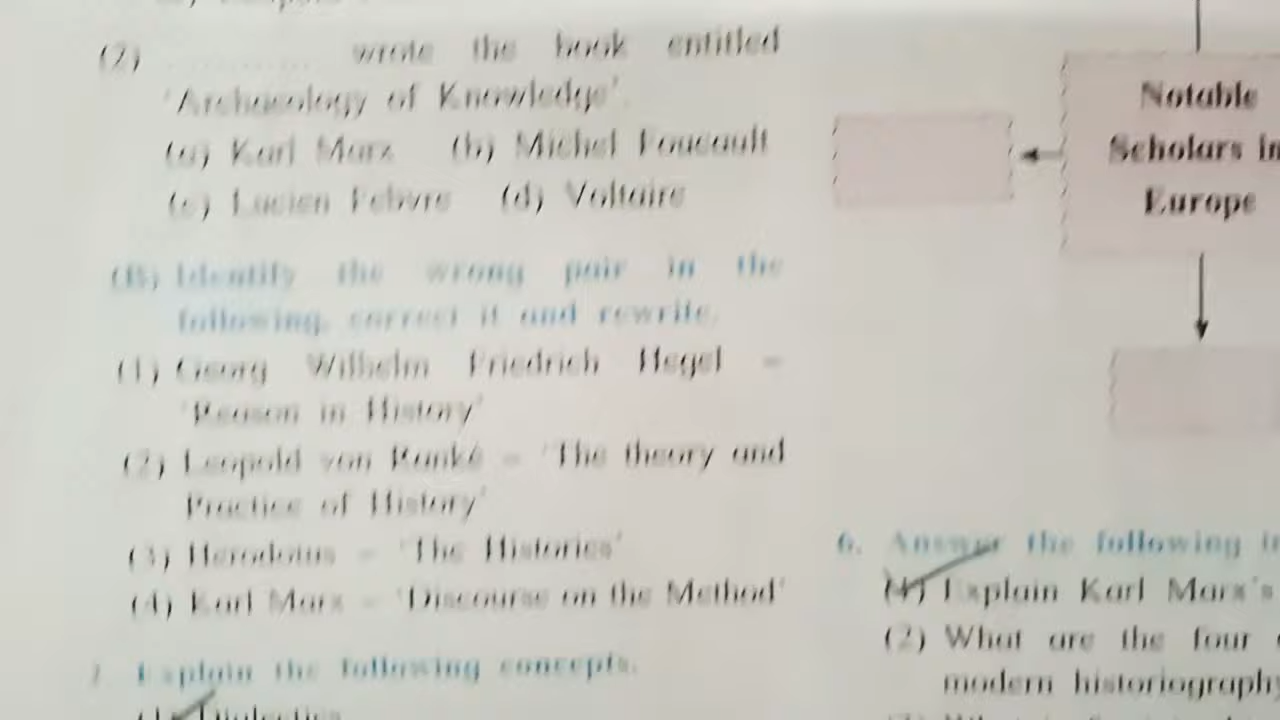 (2) ............ wrote the book entitled
'Archaeology of Knowledge'.
(a) Karl Marx (b) Michel Foucault
(c) Lucien Febvre (d) Voltaire
(B) Identify the wrong pair in the
following, correct it and rewrite.
(1) Georg Wilhelm Friedrich Hegel -
'Reason in History'
(2) Leopold von Ranké - 'The theory and
Practice of History'
(3) Herodotus - 'The Histories'
(4) Karl Marx - 'Discourse on the Method'
Explain the following concepts.
(1) Dialectics
Notable
Scholars in
Europe
6. Answer the following
(1) Explain Karl Marx's
(2) What are the four
modern historiography